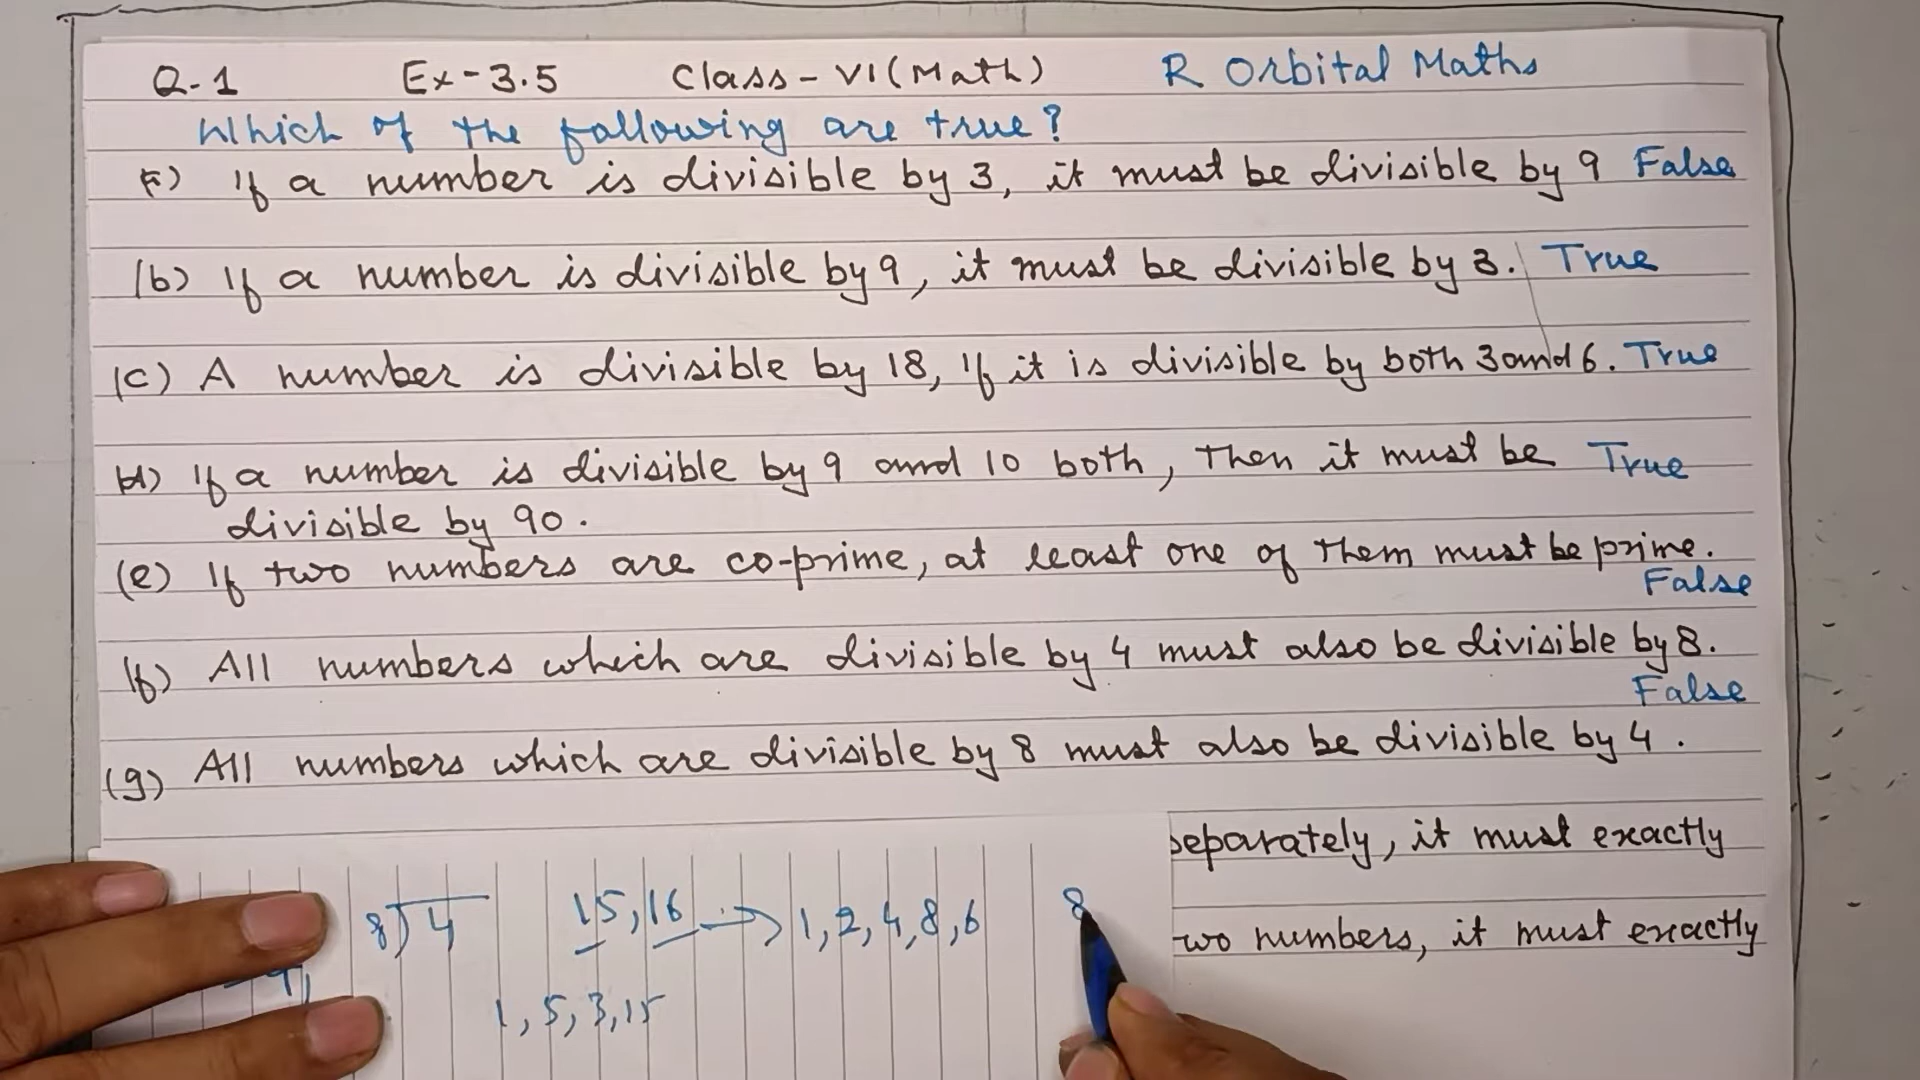 Q-1 Ex-3.5 Class-VI (Math) R Orbital Maths
Which of the following are true?
If a number is divisible by 3, it must be divisible by 9 False
(b) If a number is divisible by 9, it must be divisible by 3. True
(c) A number is divisible by 18, If it is divisible by both 3 and 6. True
(d) If a number is divisible by 9 and 10 both, then it must be True
divisible by 90.
(e) If two numbers are co-prime, at least one of them must be prime.
False
(f) All numbers which are divisible by 4 must also be divisible by 8.
False
(g) All numbers which are divisible by 8 must also be divisible by 4.
separately, it must exactly
8)4 15, 16 → 1, 2, 4, 8, 6 8
two numbers, it must exactly
1, 5, 3, 15